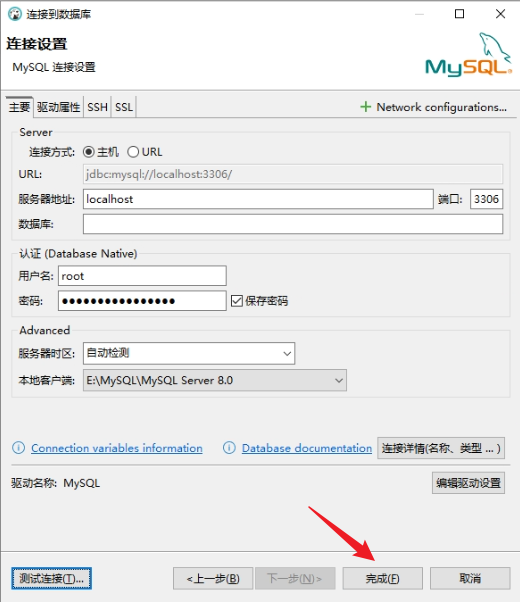 连接到数据库
连接设置
MySQL 连接设置
MySQL
主要 驱动属性 SSH SSL Network configurations...
Server
连接方式: 主机 URL
URL: jdbc:mysql://localhost:3306/
服务器地址: localhost 端口: 3306
数据库:
认证 (Database Native)
用户名: root
密码: ●●●●●●●●●●●●●●●● 保存密码
Advanced
服务器时区: 自动检测
本地客户端: E:\MySQL\MySQL Server 8.0
Connection variables information Database documentation 连接详情(名称、类型 ... )
驱动名称: MySQL 编辑驱动设置
测试连接(T)... <上一步(B) 下一步(N)> 完成(F) 取消